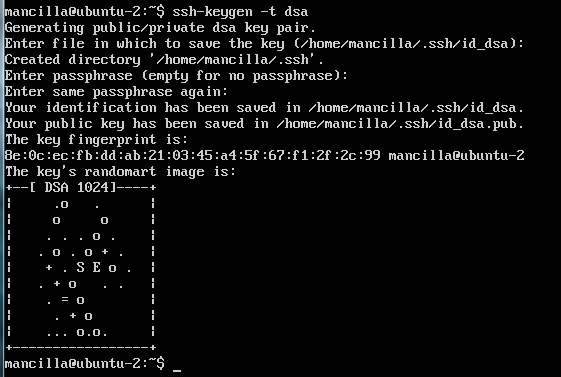 mancilla@ubuntu-2:~$ ssh-keygen -t dsa
Generating public/private dsa key pair.
Enter file in which to save the key (/home/mancilla/.ssh/id_dsa):
Created directory '/home/mancilla/.ssh'.
Enter passphrase (empty for no passphrase):
Enter same passphrase again:
Your identification has been saved in /home/mancilla/.ssh/id_dsa.
Your public key has been saved in /home/mancilla/.ssh/id_dsa.pub.
The key fingerprint is:
8e:0c:ec:fb:dd:ab:21:03:45:a4:5f:67:f1:2f:2c:99 mancilla@ubuntu-2
The key's randomart image is:
+--[ DSA 1024]----+
|     .o   .      |
|     o     o     |
|    . . . o .    |
|   . o . o + .   |
|    + . S E o .  |
|   . + o   . .   |
|    . = o        |
|     . + o       |
|    ... o.o.     |
+-----------------+
mancilla@ubuntu-2:~$ _